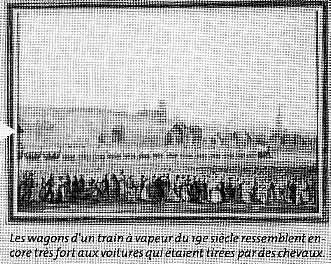 Les wagons d'un train à vapeur du 19e siècle ressemblent en-
core très fort aux voitures qui étaient tirées par des chevaux.